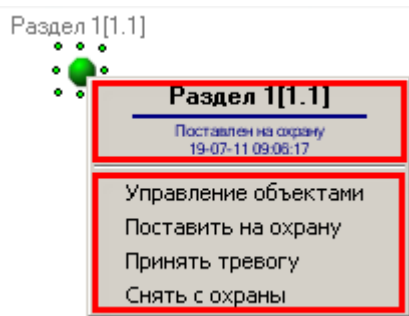 Раздел 1[1.1]
Раздел 1[1.1]
Поставлен на охрану
19-07-11 09:06:17
Управление объектами
Поставить на охрану
Принять тревогу
Снять с охраны